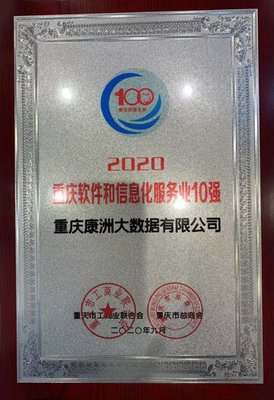 100
2020
重庆软件和信息化服务业10强
重庆康洲大数据有限公司
重庆市工商业联合会 重庆市总商会
二〇二〇年九月